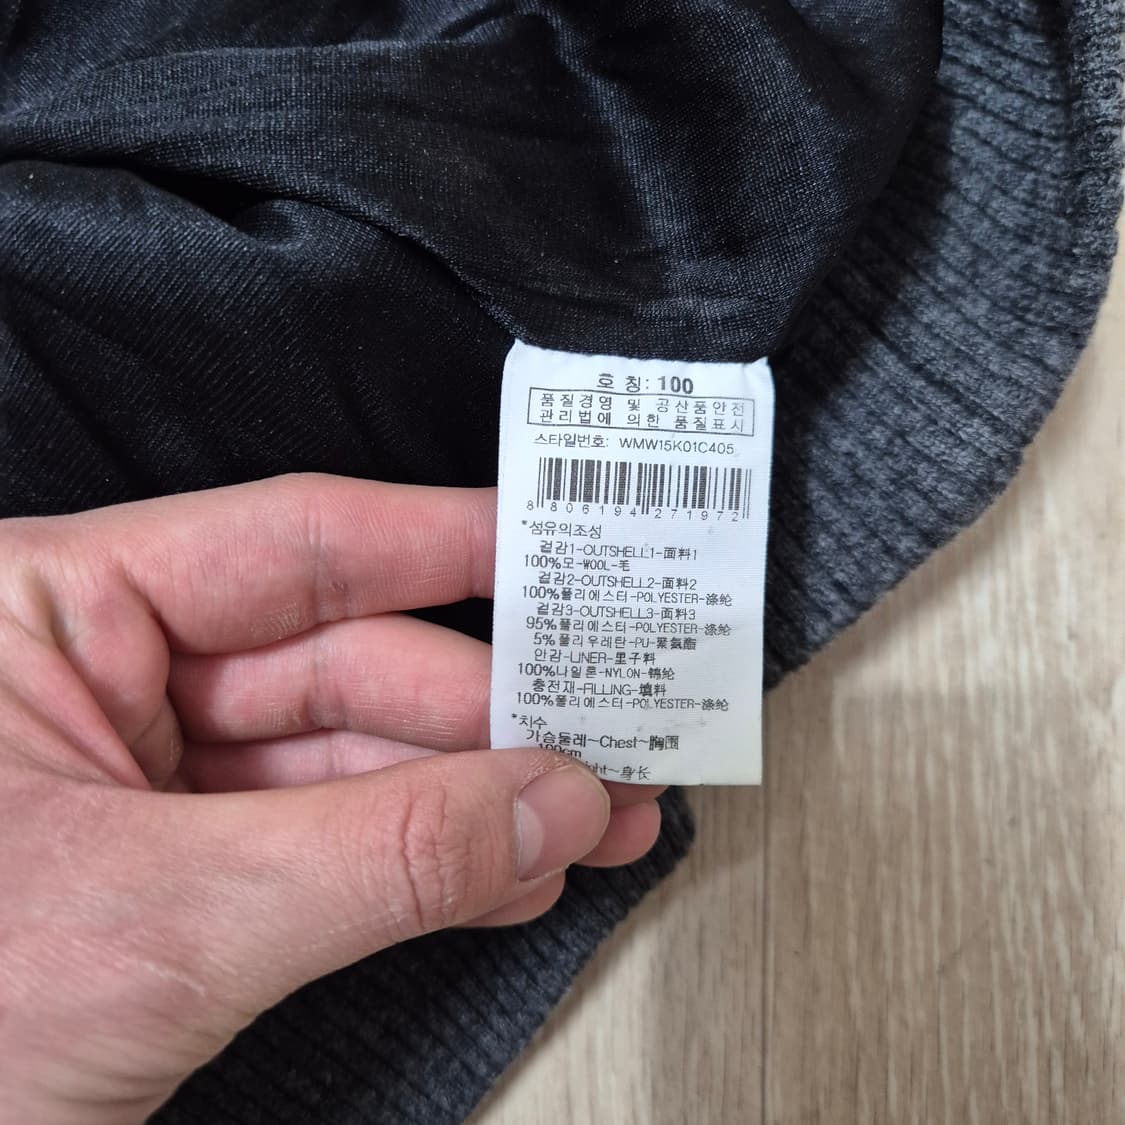 호 칭: 100
품질경영 및 공산품안전
관리법에 의한 품질표시
스타일번호: WMW15K01C405
8 806194 271972
*섬유의조성
겉감1-OUTSHELL1-面料1
100%모-WOOL-毛
겉감2-OUTSHELL2-面料2
100%폴리에스터-POLYESTER-涤纶
겉감3-OUTSHELL3-面料3
95%폴리에스터-POLYESTER-涤纶
5%폴리우레탄-PU-聚氨酯
안감-LINER-里子料
100%나일론-NYLON-锦纶
충전재-FILLING-填料
100%폴리에스터-POLYESTER-涤纶
*치수
가슴둘레~Chest~胸围
100cm
~身长